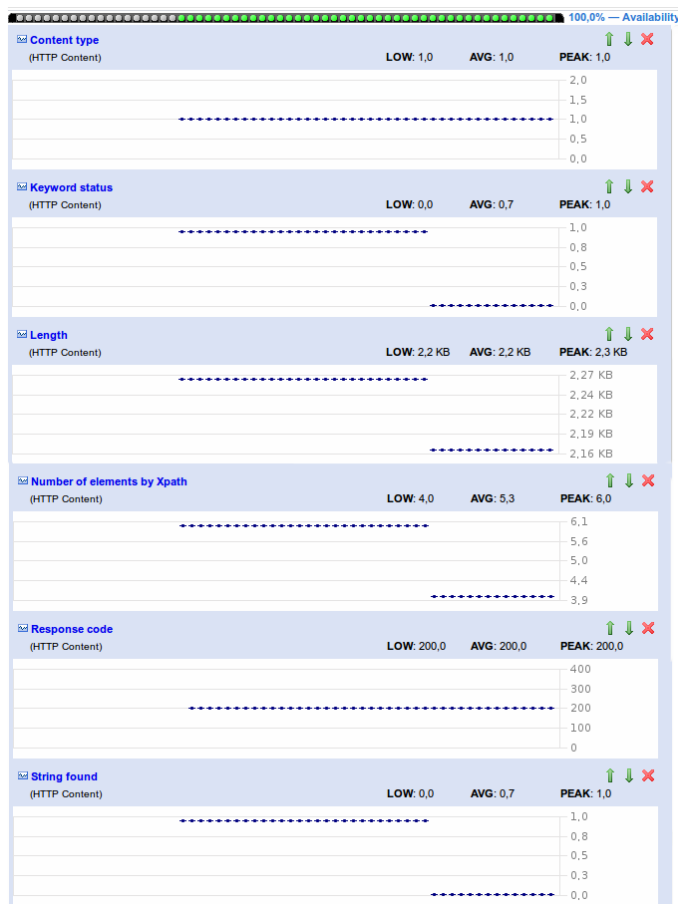 100,0% — Availability
Content type
(HTTP Content) LOW: 1,0 AVG: 1,0 PEAK: 1,0
2,0
1,5
1,0
0,5
0,0
Keyword status
(HTTP Content) LOW: 0,0 AVG: 0,7 PEAK: 1,0
1,0
0,8
0,5
0,3
0,0
Length
(HTTP Content) LOW: 2,2 KB AVG: 2,2 KB PEAK: 2,3 KB
2,27 KB
2,24 KB
2,22 KB
2,19 KB
2,16 KB
Number of elements by Xpath
(HTTP Content) LOW: 4,0 AVG: 5,3 PEAK: 6,0
6,1
5,6
5,0
4,4
3,9
Response code
(HTTP Content) LOW: 200,0 AVG: 200,0 PEAK: 200,0
400
300
200
100
0
String found
(HTTP Content) LOW: 0,0 AVG: 0,7 PEAK: 1,0
1,0
0,8
0,5
0,3
0,0